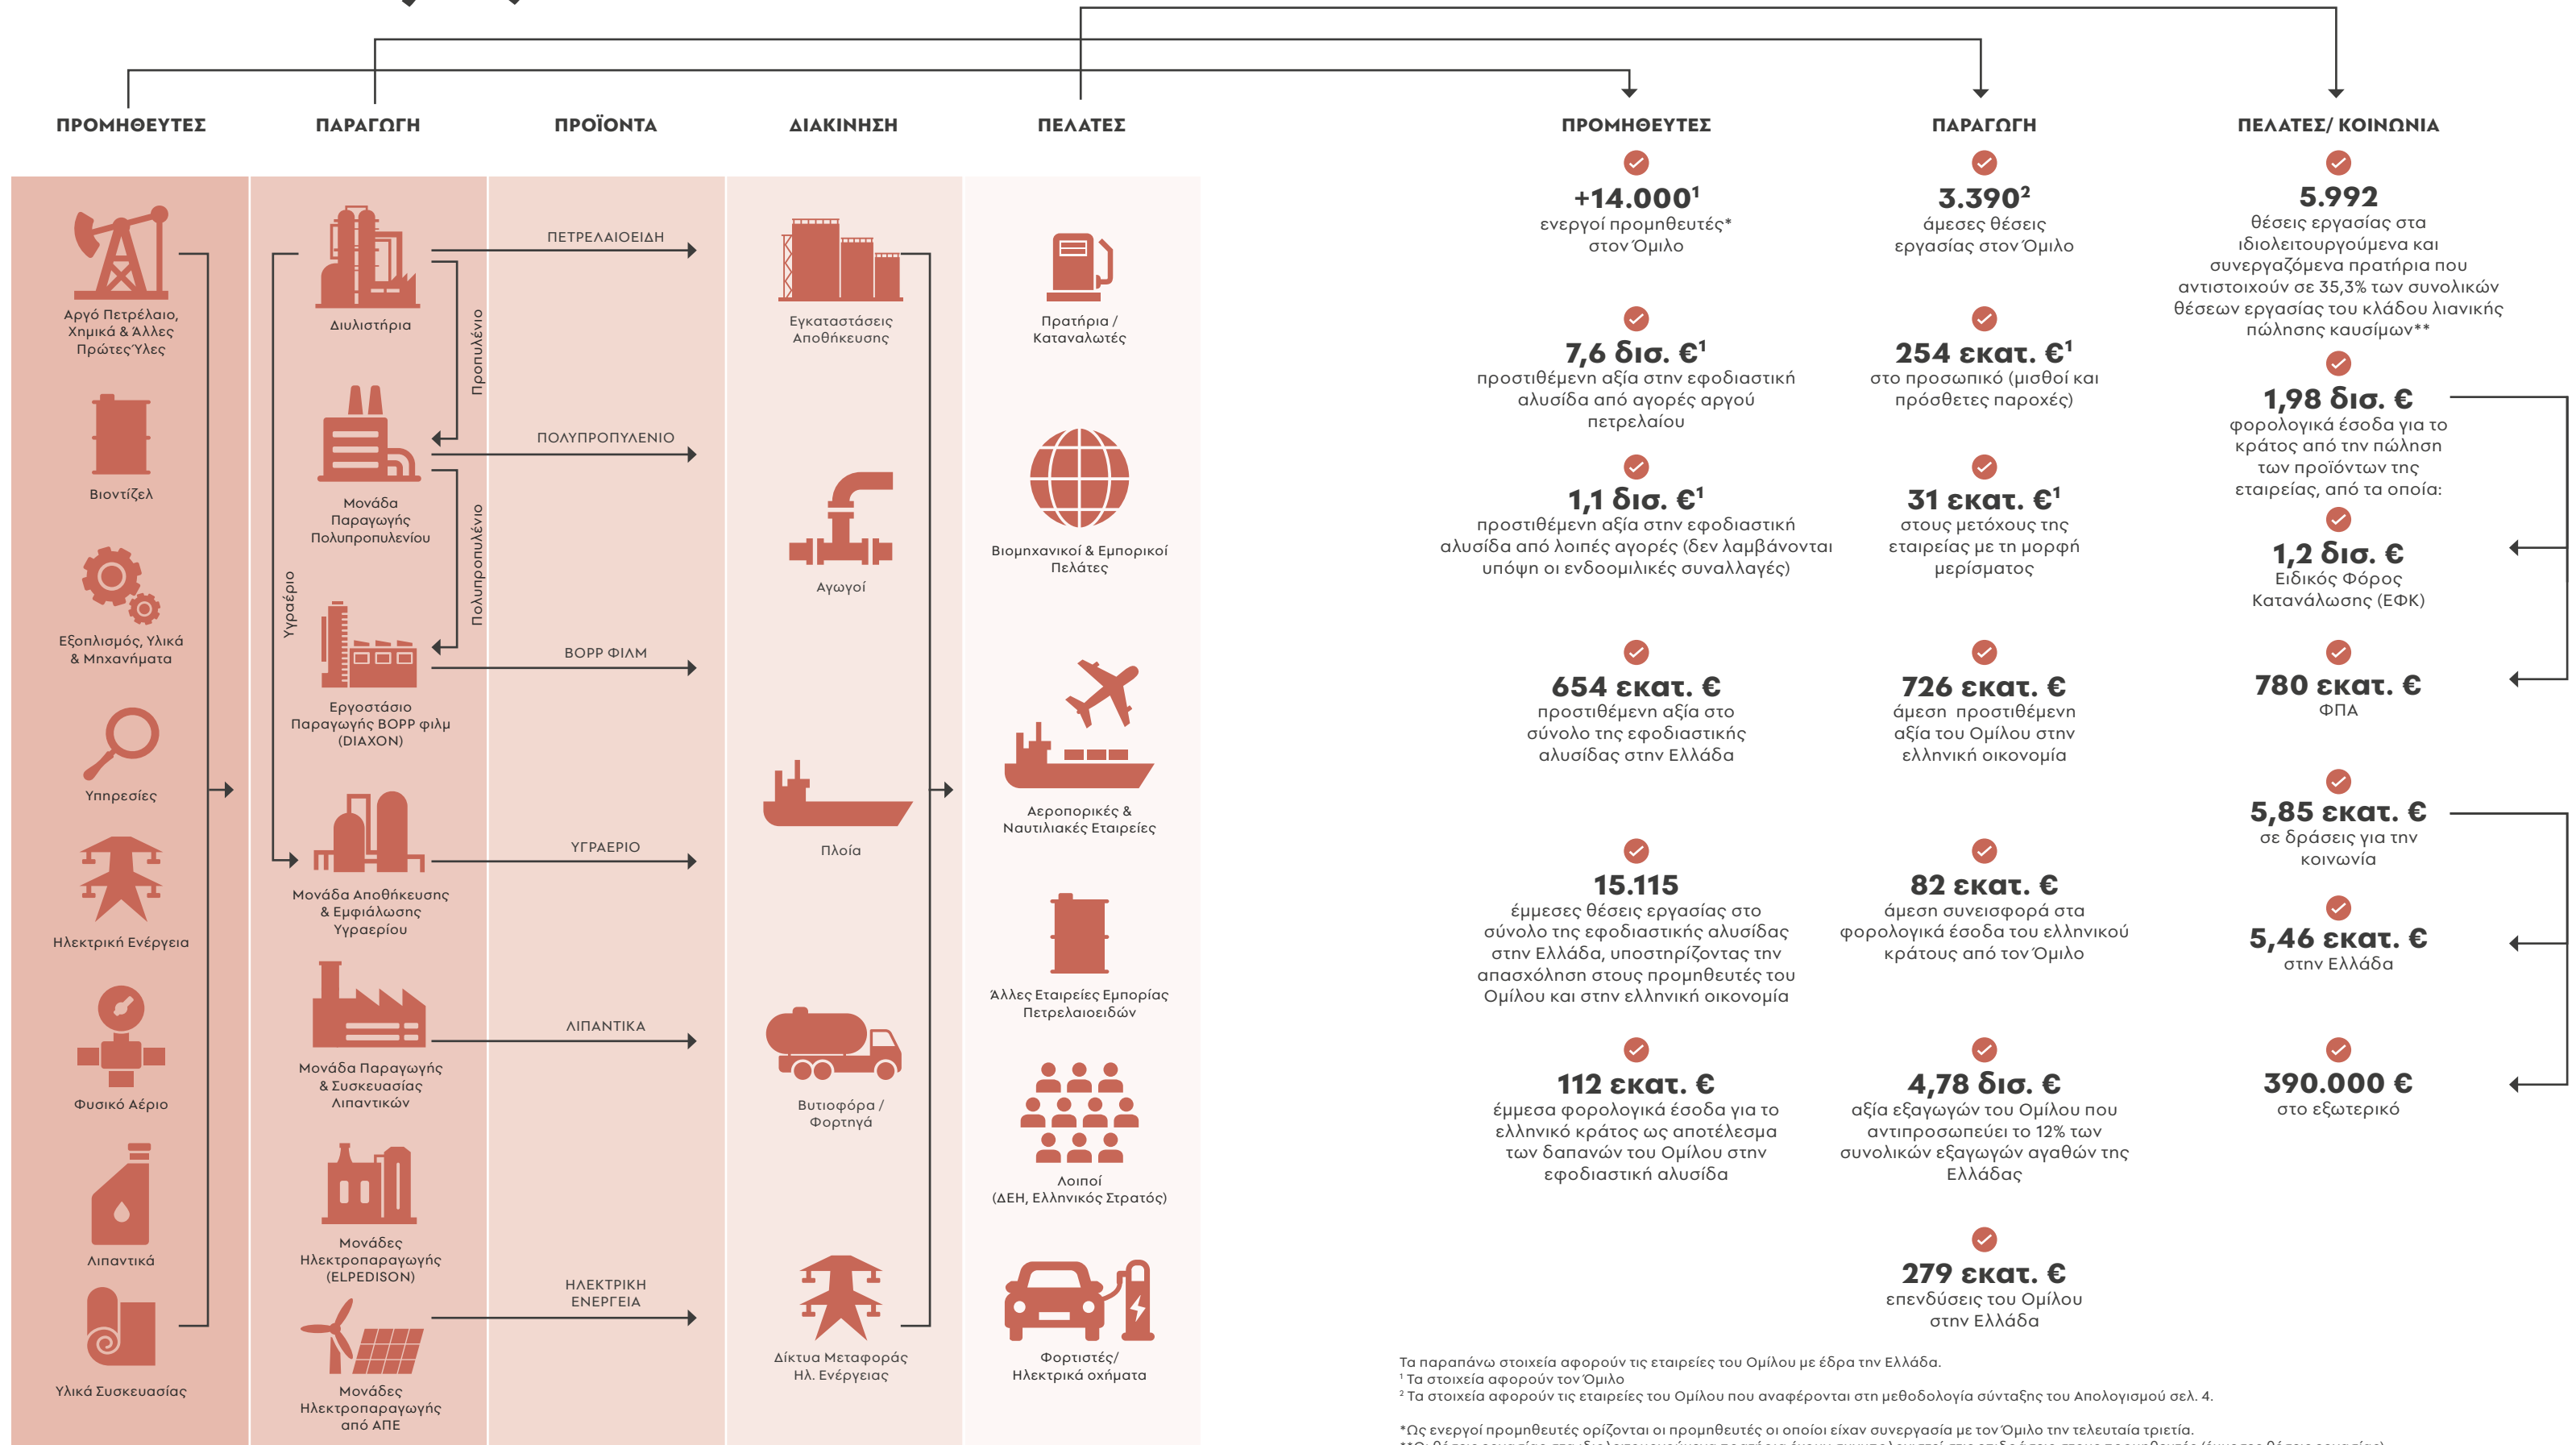 ΠΡΟΜΗΘΕΥΤΕΣ
ΠΑΡΑΓΩΓΗ
ΠΡΟΪΟΝΤΑ
ΔΙΑΚΙΝΗΣΗ
ΠΕΛΑΤΕΣ
Αργό Πετρέλαιο,
Χημικά & Άλλες
Πρώτες Ύλες
Βιοντίζελ
Εξοπλισμός, Υλικά
& Μηχανήματα
Υπηρεσίες
Ηλεκτρική Ενέργεια
Φυσικό Αέριο
Λιπαντικά
Υλικά Συσκευασίας
Διυλιστήρια
Προπυλένιο
Μονάδα
Παραγωγής
Πολυπροπυλενίου
Πολυπροπυλένιο
Υγραέριο
Εργοστάσιο
Παραγωγής BOPP φιλμ
(DIAXON)
Μονάδα Αποθήκευσης
& Εμφιάλωσης
Υγραερίου
Μονάδα Παραγωγής
& Συσκευασίας
Λιπαντικών
Μονάδες
Ηλεκτροπαραγωγής
(ELPEDISON)
Μονάδες
Ηλεκτροπαραγωγής
από ΑΠΕ
ΠΕΤΡΕΛΑΙΟΕΙΔΗ
ΠΟΛΥΠΡΟΠΥΛΕΝΙΟ
BOPP ΦΙΛΜ
ΥΓΡΑΕΡΙΟ
ΛΙΠΑΝΤΙΚΑ
ΗΛΕΚΤΡΙΚΗ
ΕΝΕΡΓΕΙΑ
Εγκαταστάσεις
Αποθήκευσης
Αγωγοί
Πλοία
Βυτιοφόρα /
Φορτηγά
Δίκτυα Μεταφοράς
Ηλ. Ενέργειας
Πρατήρια /
Καταναλωτές
Βιομηχανικοί & Εμπορικοί
Πελάτες
Αεροπορικές &
Ναυτιλιακές Εταιρείες
Άλλες Εταιρείες Εμπορίας
Πετρελαιοειδών
Λοιποί
(ΔΕΗ, Ελληνικός Στρατός)
Φορτιστές/
Ηλεκτρικά οχήματα
ΠΡΟΜΗΘΕΥΤΕΣ
+14.000¹
ενεργοί προμηθευτές*
στον Όμιλο
7,6 δισ. €¹
προστιθέμενη αξία στην εφοδιαστική
αλυσίδα από αγορές αργού
πετρελαίου
1,1 δισ. €¹
προστιθέμενη αξία στην εφοδιαστική
αλυσίδα από λοιπές αγορές (δεν λαμβάνονται
υπόψη οι ενδοομιλικές συναλλαγές)
654 εκατ. €
προστιθέμενη αξία στο
σύνολο της εφοδιαστικής
αλυσίδας στην Ελλάδα
15.115
έμμεσες θέσεις εργασίας στο
σύνολο της εφοδιαστικής αλυσίδας
στην Ελλάδα, υποστηρίζοντας την
απασχόληση στους προμηθευτές του
Ομίλου και στην ελληνική οικονομία
112 εκατ. €
έμμεσα φορολογικά έσοδα για το
ελληνικό κράτος ως αποτέλεσμα
των δαπανών του Ομίλου στην
εφοδιαστική αλυσίδα
ΠΑΡΑΓΩΓΗ
3.390²
άμεσες θέσεις
εργασίας στον Όμιλο
254 εκατ. €¹
στο προσωπικό (μισθοί και
πρόσθετες παροχές)
31 εκατ. €¹
στους μετόχους της
εταιρείας με τη μορφή
μερίσματος
726 εκατ. €
άμεση προστιθέμενη
αξία του Ομίλου στην
ελληνική οικονομία
82 εκατ. €
άμεση συνεισφορά στα
φορολογικά έσοδα του ελληνικού
κράτους από τον Όμιλο
4,78 δισ. €
αξία εξαγωγών του Ομίλου που
αντιπροσωπεύει το 12% των
συνολικών εξαγωγών αγαθών της
Ελλάδας
279 εκατ. €
επενδύσεις του Ομίλου
στην Ελλάδα
ΠΕΛΑΤΕΣ/ ΚΟΙΝΩΝΙΑ
5.992
θέσεις εργασίας στα
ιδιολειτουργούμενα και
συνεργαζόμενα πρατήρια που
αντιστοιχούν σε 35,3% των συνολικών
θέσεων εργασίας του κλάδου λιανικής
πώλησης καυσίμων**
1,98 δισ. €
φορολογικά έσοδα για το
κράτος από την πώληση
των προϊόντων της
εταιρείας, από τα οποία:
1,2 δισ. €
Ειδικός Φόρος
Κατανάλωσης (ΕΦΚ)
780 εκατ. €
ΦΠΑ
5,85 εκατ. €
σε δράσεις για την
κοινωνία
5,46 εκατ. €
στην Ελλάδα
390.000 €
στο εξωτερικό
Τα παραπάνω στοιχεία αφορούν τις εταιρείες του Ομίλου με έδρα την Ελλάδα.
¹ Τα στοιχεία αφορούν τον Όμιλο
² Τα στοιχεία αφορούν τις εταιρείες του Ομίλου που αναφέρονται στη μεθοδολογία σύνταξης του Απολογισμού σελ. 4.
*Ως ενεργοί προμηθευτές ορίζονται οι προμηθευτές οι οποίοι είχαν συνεργασία με τον Όμιλο την τελευταία τριετία.